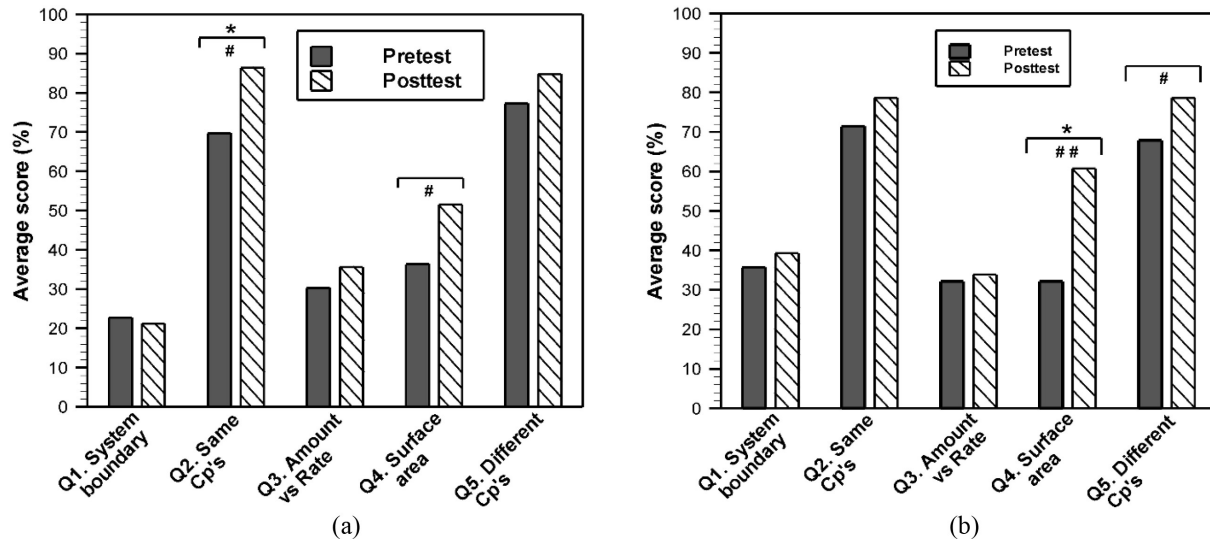 100
90
80
70
60
50
40
30
20
10
0
Average score (%)
*
#
Pretest
Posttest
#
Q1. System
boundary
Q2. Same
Cp's
Q3. Amount
vs Rate
Q4. Surface
area
Q5. Different
Cp's
(a)
100
90
80
70
60
50
40
30
20
10
0
Average score (%)
Pretest
Posttest
*
# #
#
Q1. System
boundary
Q2. Same
Cp's
Q3. Amount
vs Rate
Q4. Surface
area
Q5. Different
Cp's
(b)